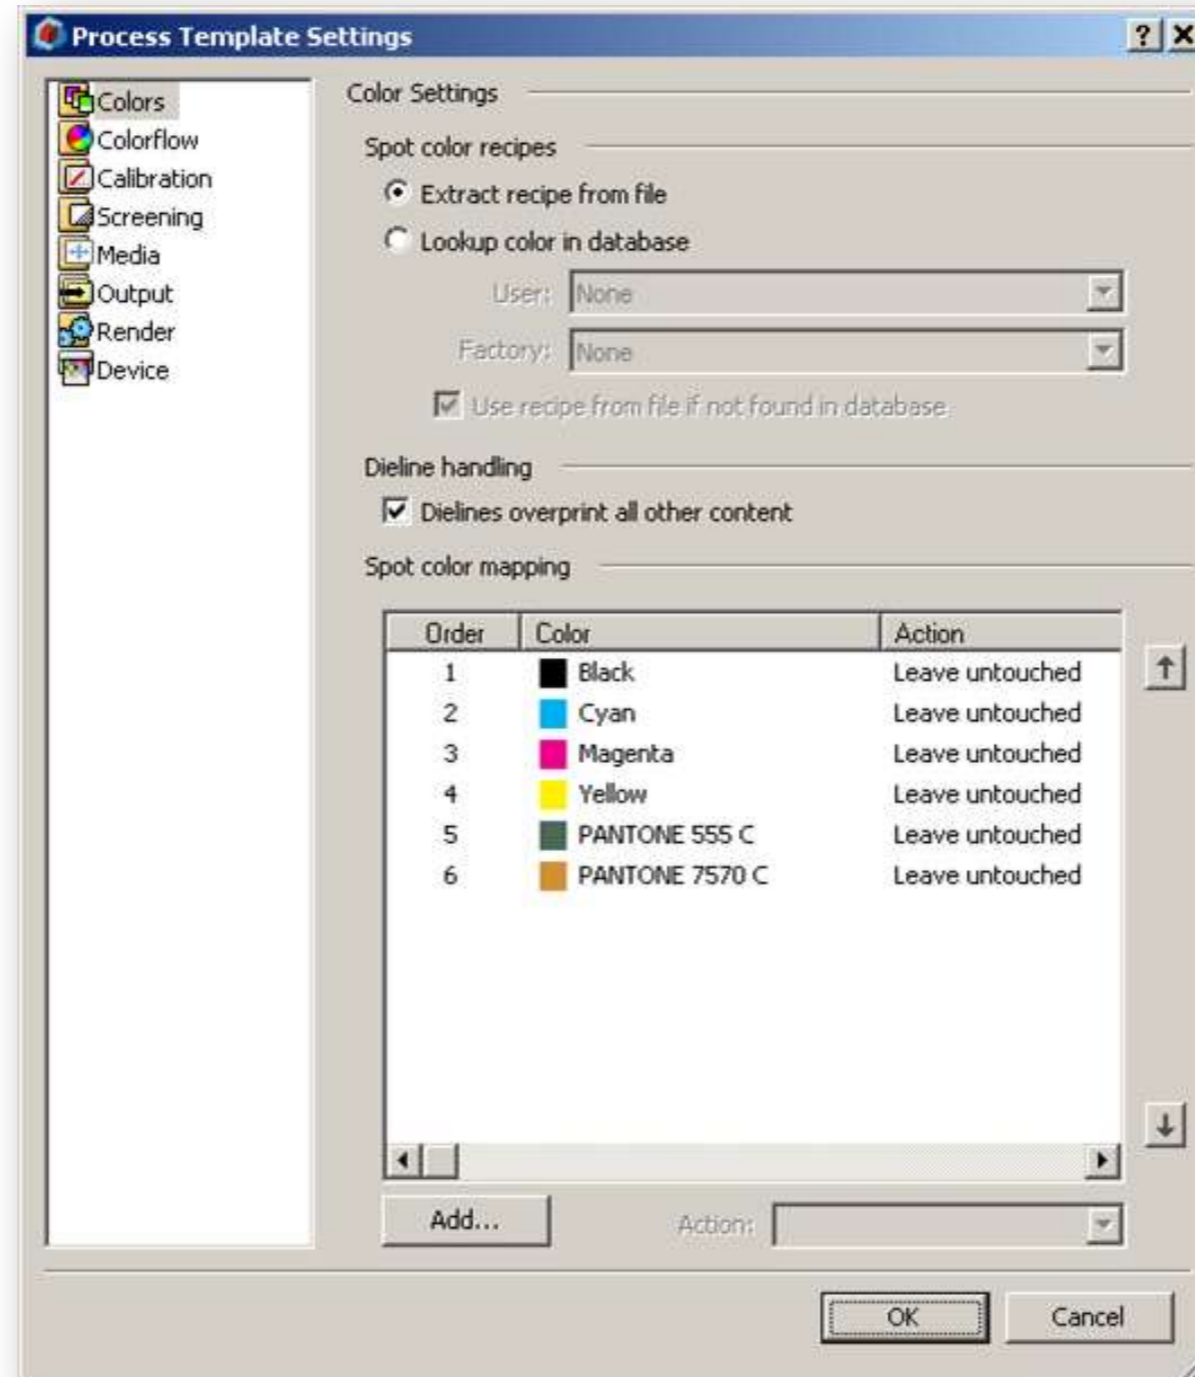 Process Template Settings
Colors
Colorflow
Calibration
Screening
Media
Output
Render
Device
Color Settings
Spot color recipes
Extract recipe from file
Lookup color in database
User: None
Factory: None
Use recipe from file if not found in database
Dieline handling
Dielines overprint all other content
Spot color mapping
Order Color Action
1 Black Leave untouched
2 Cyan Leave untouched
3 Magenta Leave untouched
4 Yellow Leave untouched
5 PANTONE 555 C Leave untouched
6 PANTONE 7570 C Leave untouched
Add... Action:
OK Cancel